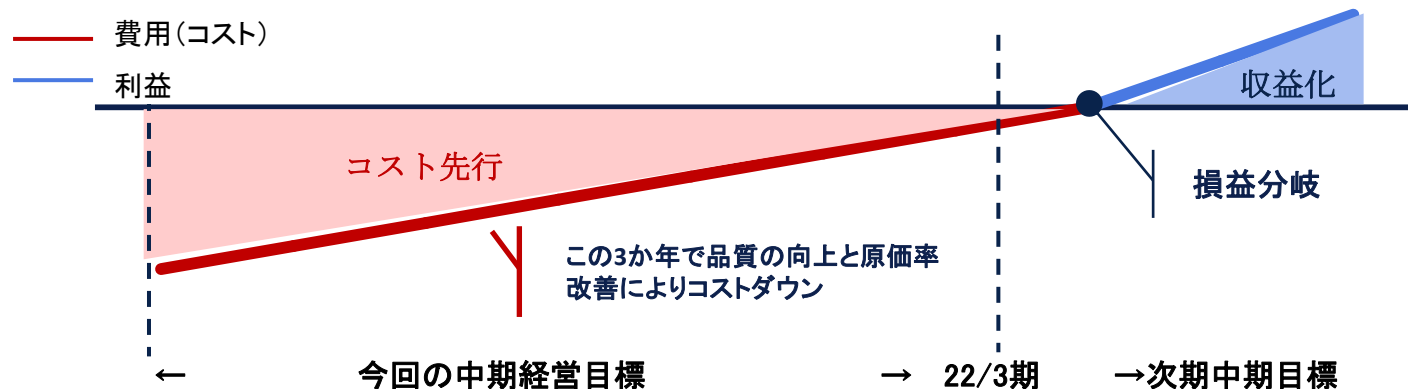 費用（コスト）
利益
収益化
コスト先行
損益分岐
この3か年で品質の向上と原価率
改善によりコストダウン
← 今回の中期経営目標 → 22/3期 →次期中期目標